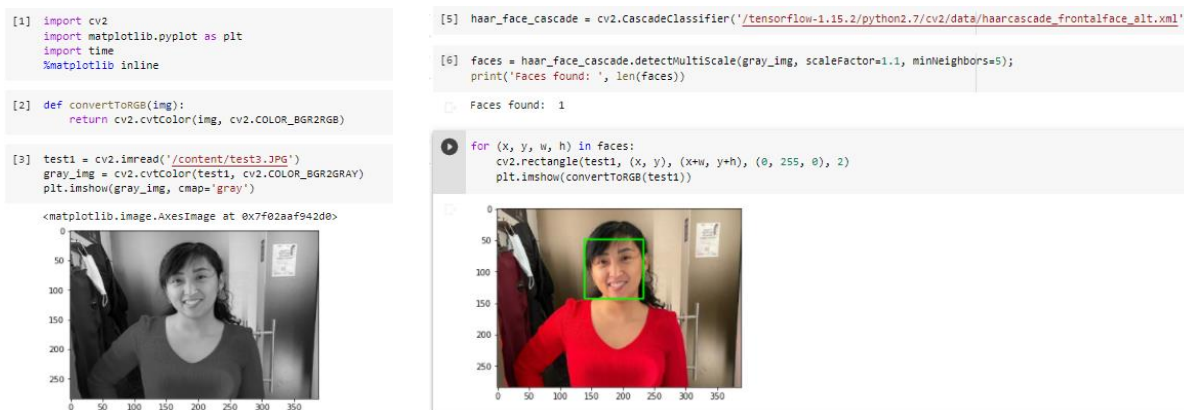 [1] import cv2
import matplotlib.pyplot as plt
import time
%matplotlib inline
[2] def convertToRGB(img):
return cv2.cvtColor(img, cv2.COLOR_BGR2RGB)
[3] test1 = cv2.imread('/content/test3.JPG')
gray_img = cv2.cvtColor(test1, cv2.COLOR_BGR2GRAY)
plt.imshow(gray_img, cmap='gray')
<matplotlib.image.AxesImage at 0x7f02aaf942d0>
0
50
100
150
200
250
0 50 100 150 200 250 300 350
[5] haar_face_cascade = cv2.CascadeClassifier('/tensorflow-1.15.2/python2.7/cv2/data/haarcascade_frontalface_alt.xml'
[6] faces = haar_face_cascade.detectMultiScale(gray_img, scaleFactor=1.1, minNeighbors=5);
print('Faces found: ', len(faces))
Faces found: 1
for (x, y, w, h) in faces:
cv2.rectangle(test1, (x, y), (x+w, y+h), (0, 255, 0), 2)
plt.imshow(convertToRGB(test1))
0
50
100
150
200
250
0 50 100 150 200 250 300 350